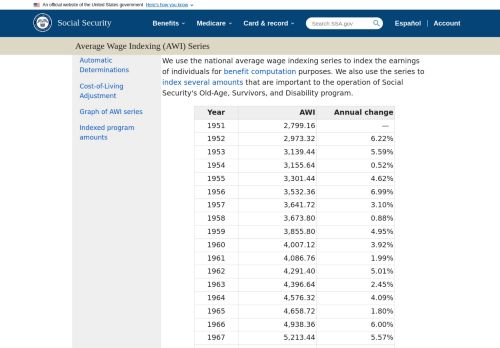 An official website of the United States government Here's how you know
Social Security
Benefits Medicare Card & record Search SSA.gov Español Account
Average Wage Indexing (AWI) Series
Automatic Determinations
Cost-of-Living Adjustment
Graph of AWI series
Indexed program amounts
We use the national average wage indexing series to index the earnings
of individuals for benefit computation purposes. We also use the series to
index several amounts that are important to the operation of Social
Security's Old-Age, Survivors, and Disability program.
Year AWI Annual change
1951 2,799.16 —
1952 2,973.32 6.22%
1953 3,139.44 5.59%
1954 3,155.64 0.52%
1955 3,301.44 4.62%
1956 3,532.36 6.99%
1957 3,641.72 3.10%
1958 3,673.80 0.88%
1959 3,855.80 4.95%
1960 4,007.12 3.92%
1961 4,086.76 1.99%
1962 4,291.40 5.01%
1963 4,396.64 2.45%
1964 4,576.32 4.09%
1965 4,658.72 1.80%
1966 4,938.36 6.00%
1967 5,213.44 5.57%